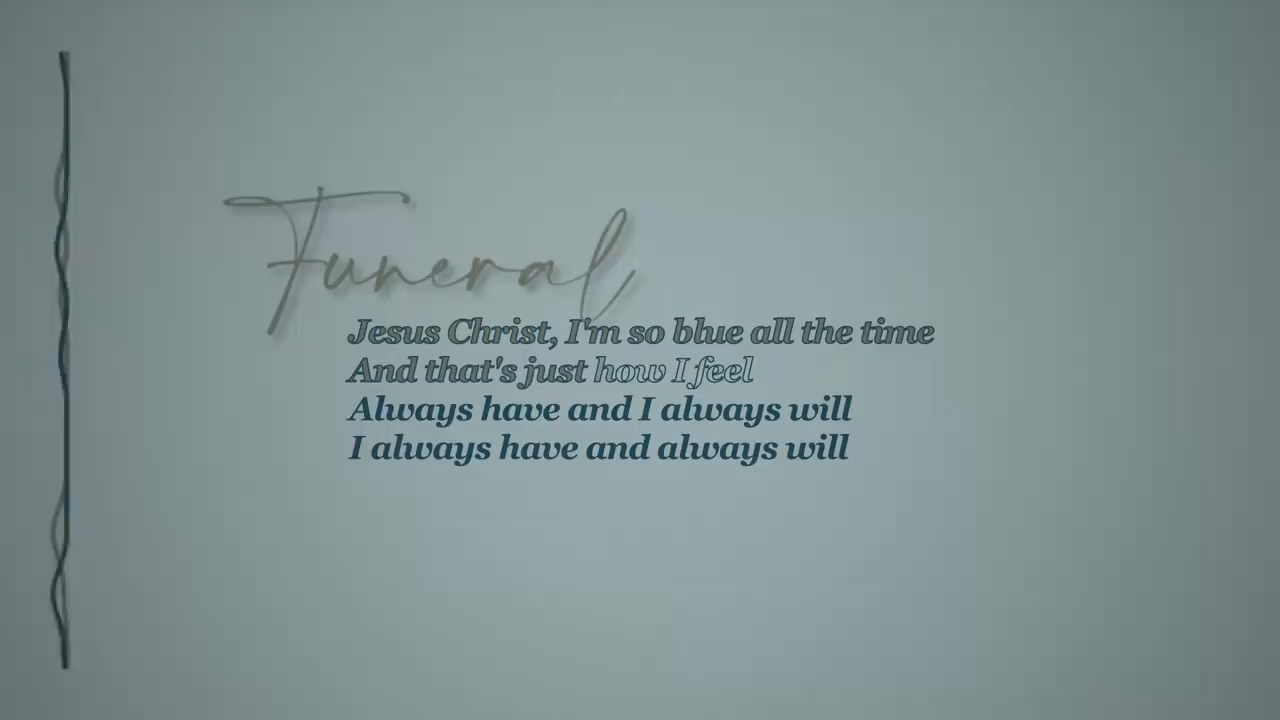 Funeral
Jesus Christ, I'm so blue all the time
And that's just how I feel
Always have and I always will
I always have and always will